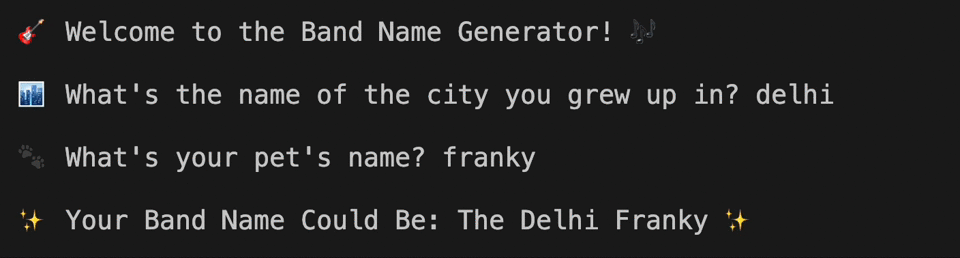 🎸 Welcome to the Band Name Generator! 🎶
🏙️ What's the name of the city you grew up in? delhi
🐾 What's your pet's name? franky
✨ Your Band Name Could Be: The Delhi Franky ✨